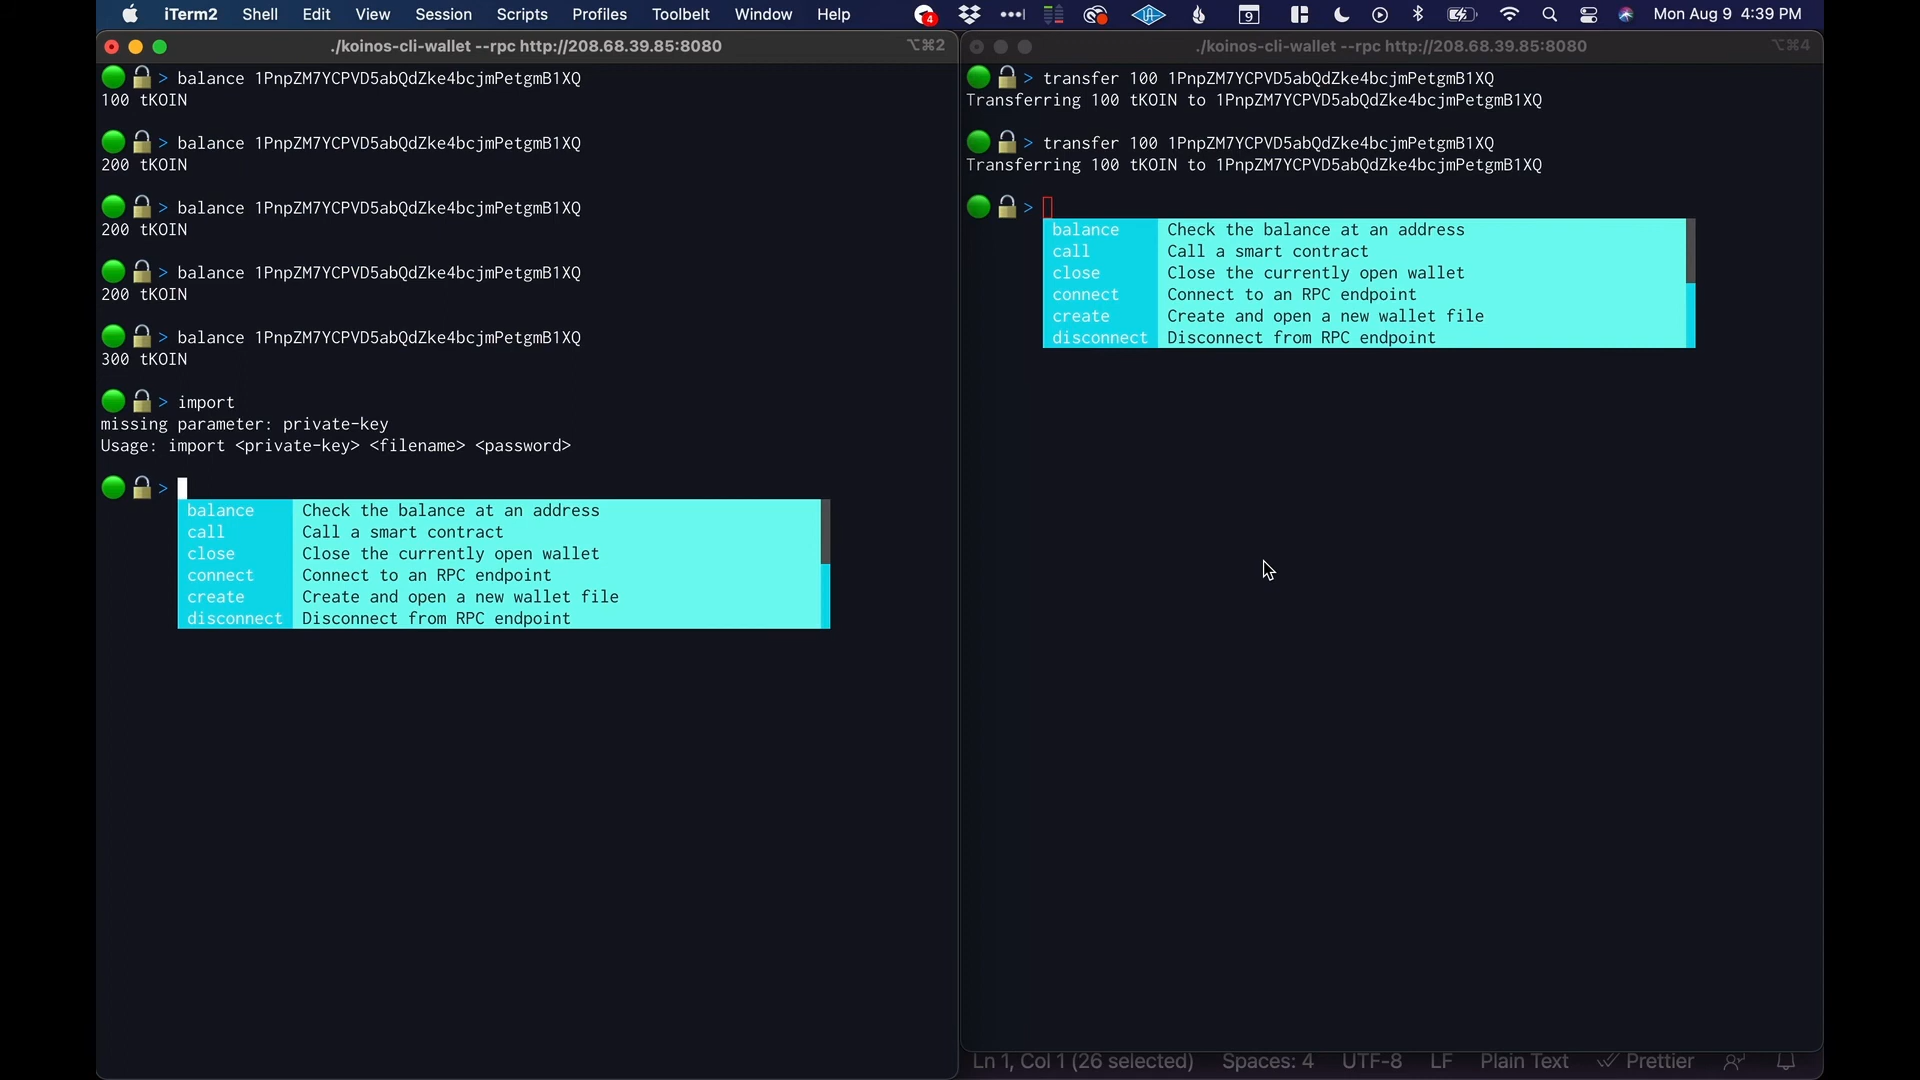 iTerm2 Shell Edit View Session Scripts Profiles Toolbelt Window Help 4 9 Mon Aug 9 4:39 PM
./koinos-cli-wallet --rpc http://208.68.39.85:8080 ⌥⌘2
> balance 1PnpZM7YCPVD5abQdZke4bcjmPetgmB1XQ
100 tKOIN
> balance 1PnpZM7YCPVD5abQdZke4bcjmPetgmB1XQ
200 tKOIN
> balance 1PnpZM7YCPVD5abQdZke4bcjmPetgmB1XQ
200 tKOIN
> balance 1PnpZM7YCPVD5abQdZke4bcjmPetgmB1XQ
200 tKOIN
> balance 1PnpZM7YCPVD5abQdZke4bcjmPetgmB1XQ
300 tKOIN
> import
missing parameter: private-key
Usage: import <private-key> <filename> <password>
>
balance Check the balance at an address
call Call a smart contract
close Close the currently open wallet
connect Connect to an RPC endpoint
create Create and open a new wallet file
disconnect Disconnect from RPC endpoint
./koinos-cli-wallet --rpc http://208.68.39.85:8080 ⌥⌘4
> transfer 100 1PnpZM7YCPVD5abQdZke4bcjmPetgmB1XQ
Transferring 100 tKOIN to 1PnpZM7YCPVD5abQdZke4bcjmPetgmB1XQ
> transfer 100 1PnpZM7YCPVD5abQdZke4bcjmPetgmB1XQ
Transferring 100 tKOIN to 1PnpZM7YCPVD5abQdZke4bcjmPetgmB1XQ
>
balance Check the balance at an address
call Call a smart contract
close Close the currently open wallet
connect Connect to an RPC endpoint
create Create and open a new wallet file
disconnect Disconnect from RPC endpoint
Ln 1, Col 1 (26 selected) Spaces: 4 UTF-8 LF Plain Text Prettier